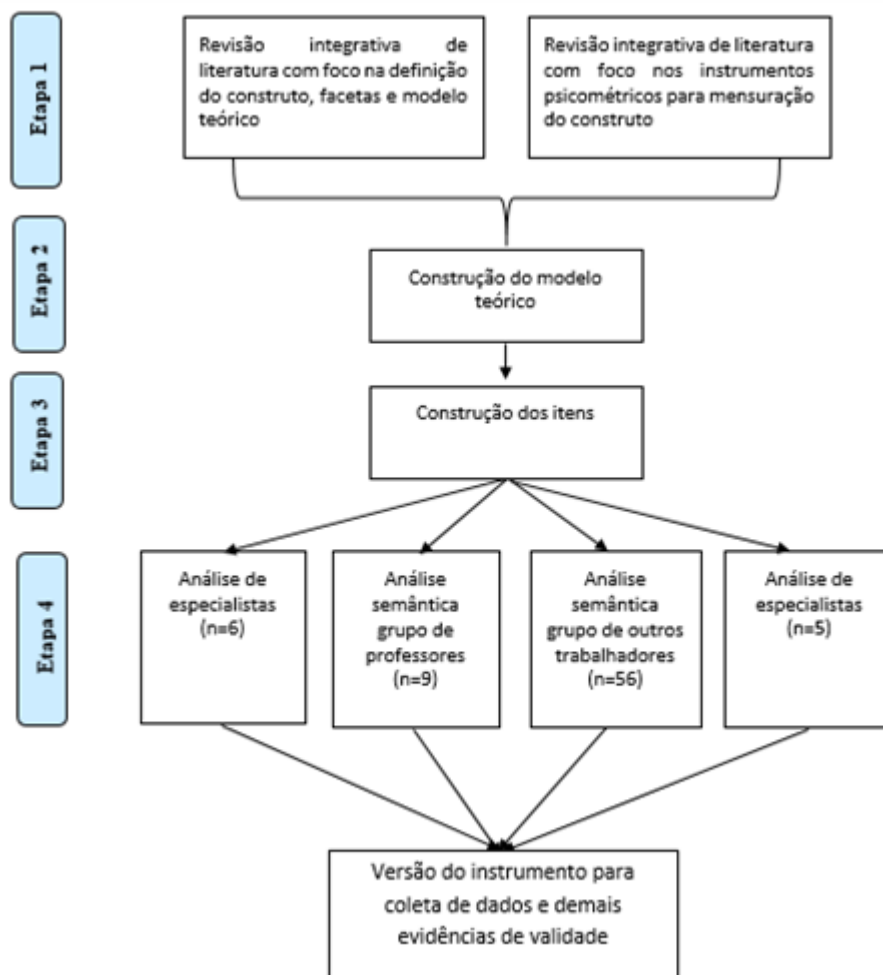 Etapa 1
Revisão integrativa de
literatura com foco na definição
do construto, facetas e modelo
teórico
Revisão integrativa de literatura
com foco nos instrumentos
psicométricos para mensuração
do construto
Etapa 2
Construção do modelo
teórico
Etapa 3
Construção dos itens
Etapa 4
Análise de
especialistas
(n=6)
Análise
semântica
grupo de
professores
(n=9)
Análise
semântica
grupo de outros
trabalhadores
(n=56)
Análise de
especialistas
(n=5)
Versão do instrumento para
coleta de dados e demais
evidências de validade